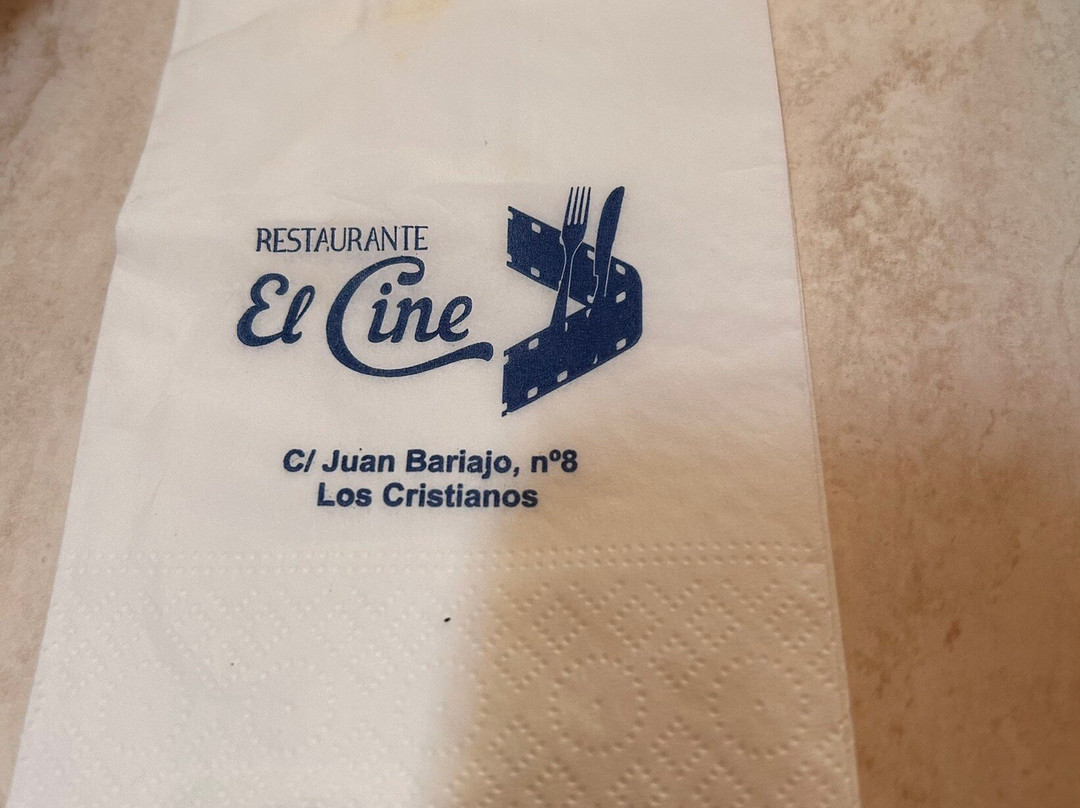 RESTAURANTE
El Cine
C/ Juan Bariajo, nº8
Los Cristianos